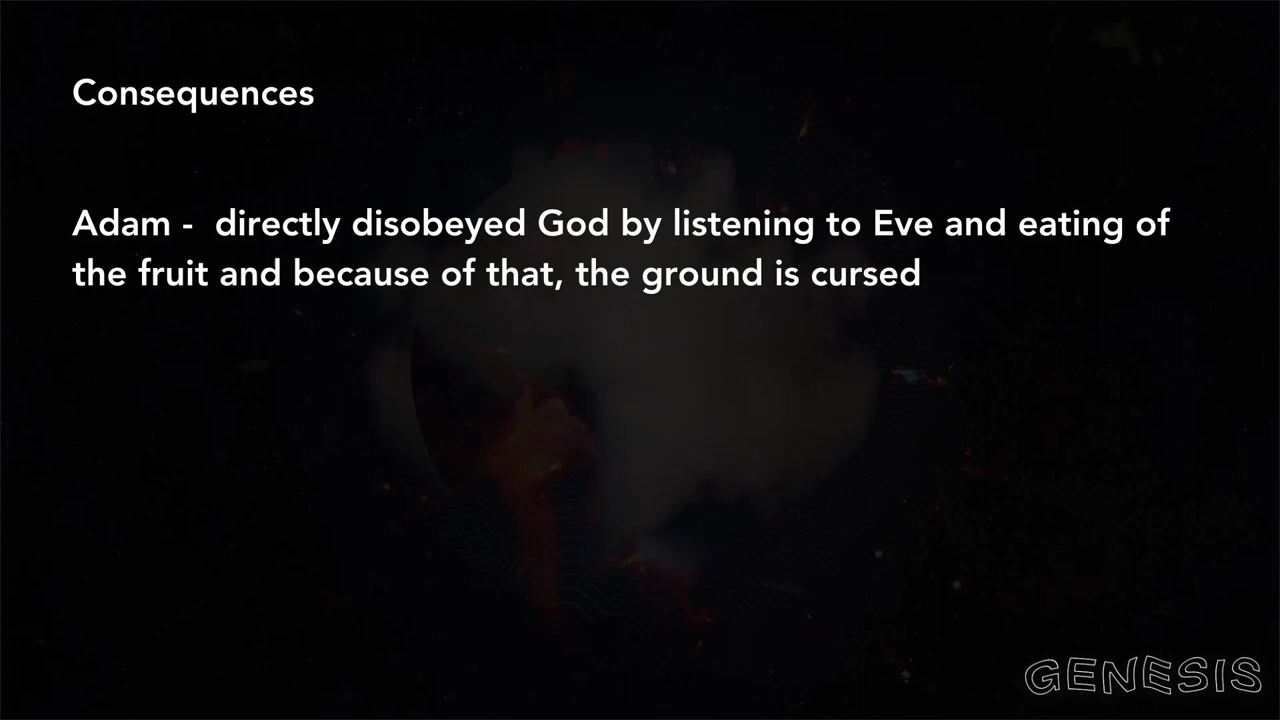 Consequences
Adam -  directly disobeyed God by listening to Eve and eating of
the fruit and because of that, the ground is cursed
GENESIS